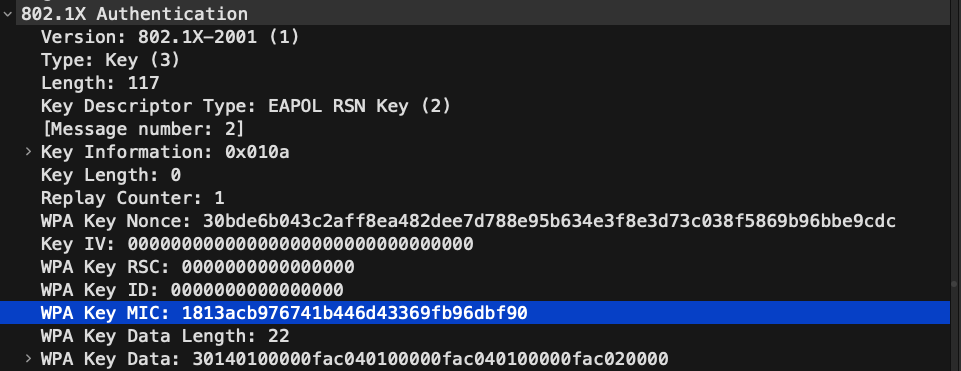 802.1X Authentication
Version: 802.1X-2001 (1)
Type: Key (3)
Length: 117
Key Descriptor Type: EAPOL RSN Key (2)
[Message number: 2]
Key Information: 0x010a
Key Length: 0
Replay Counter: 1
WPA Key Nonce: 30bde6b043c2aff8ea482dee7d788e95b634e3f8e3d73c038f5869b96bbe9cdc
Key IV: 00000000000000000000000000000000
WPA Key RSC: 0000000000000000
WPA Key ID: 0000000000000000
WPA Key MIC: 1813acb976741b446d43369fb96dbf90
WPA Key Data Length: 22
WPA Key Data: 30140100000fac040100000fac040100000fac020000